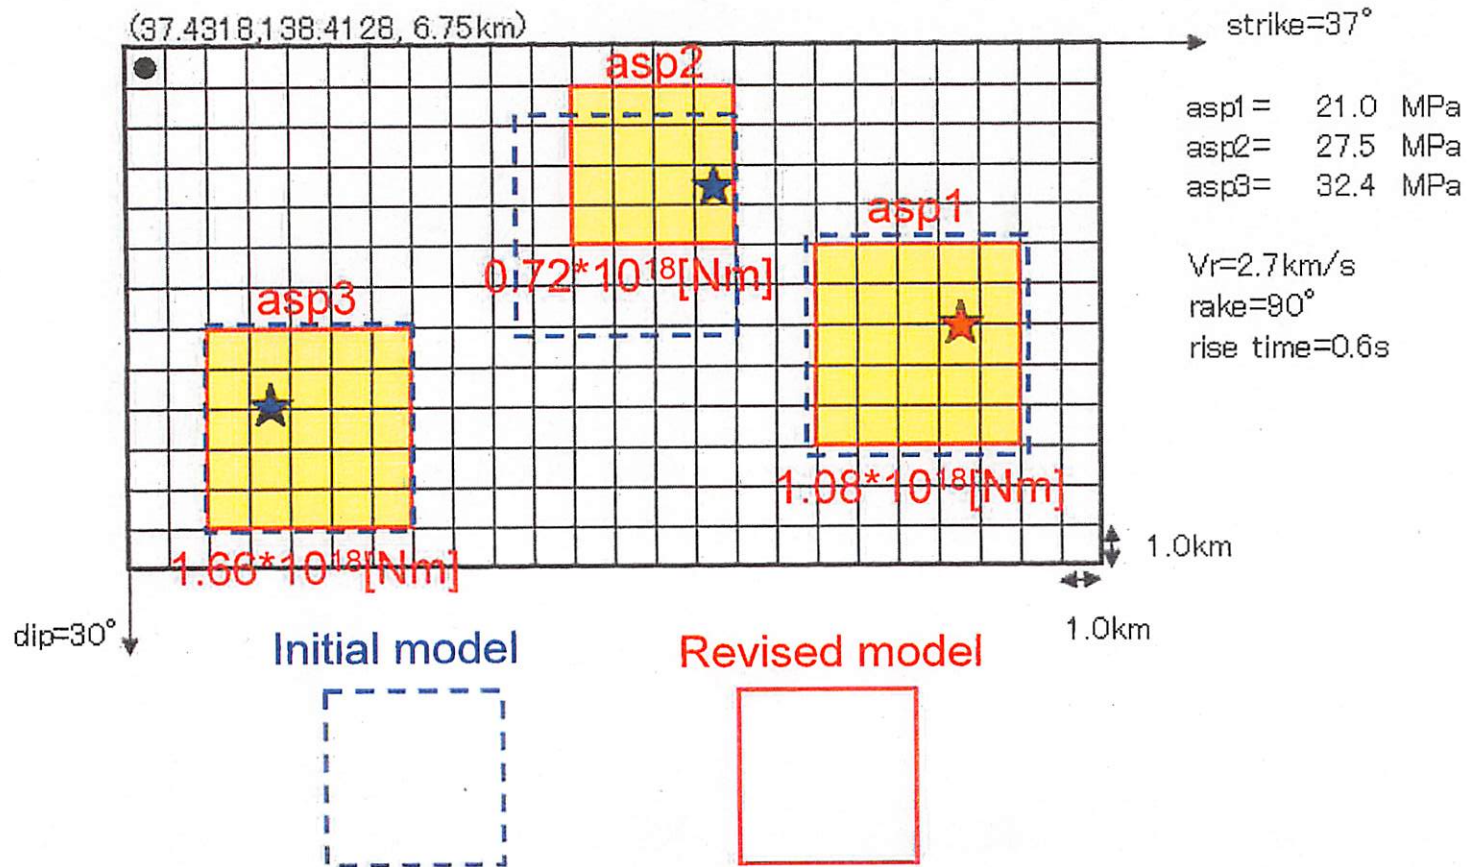 (37.4318,138.4128, 6.75km)
strike=37°
asp2
asp1 = 21.0 MPa
asp2= 27.5 MPa
asp3= 32.4 MPa
asp1
Vr=2.7km/s
rake=90°
rise time=0.6s
0.72*10¹⁸[Nm]
asp3
1.08*10¹⁸[Nm]
1.66*10¹⁸[Nm]
1.0km
1.0km
dip=30°
Initial model
Revised model